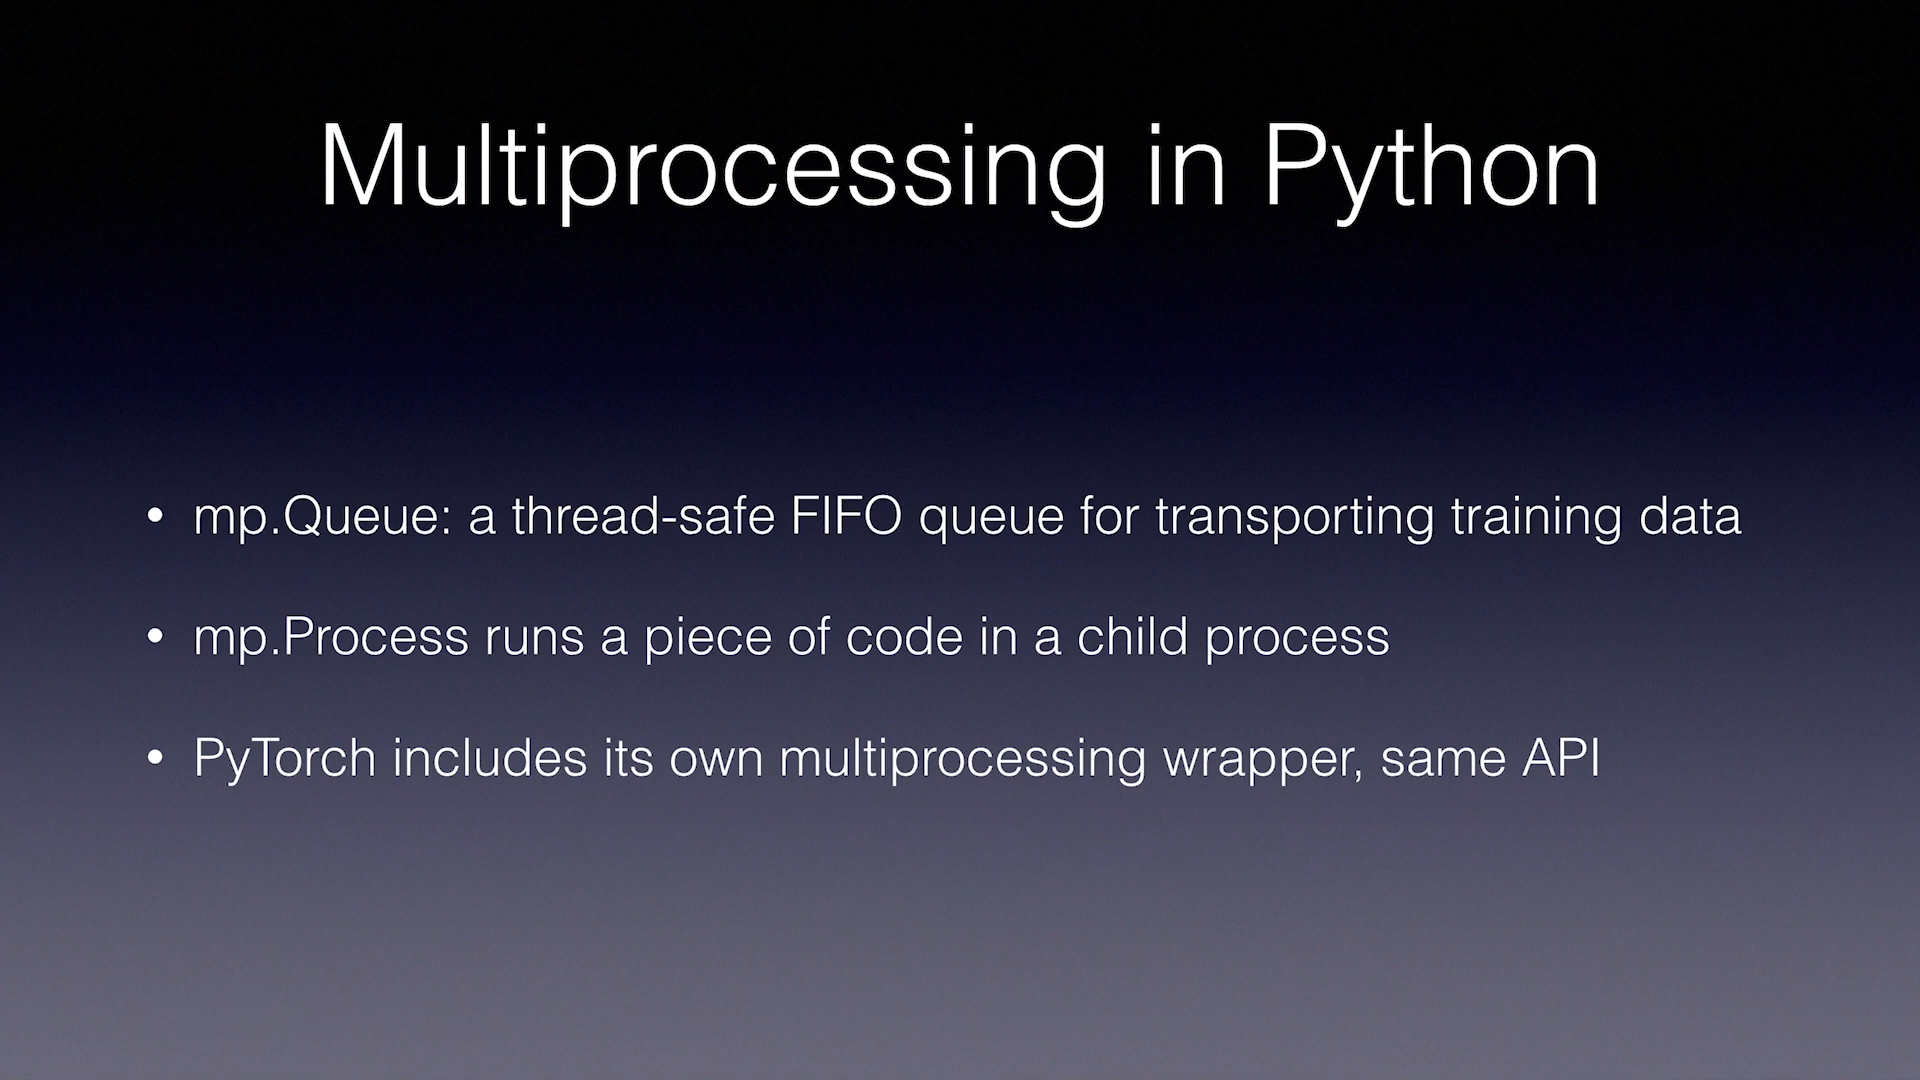 Multiprocessing in Python
• mp.Queue: a thread-safe FIFO queue for transporting training data
• mp.Process runs a piece of code in a child process
• PyTorch includes its own multiprocessing wrapper, same API